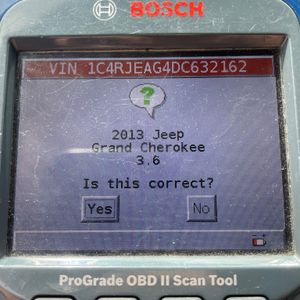 BOSCH
VIN 1C4RJEAG4DC632162
?
2013 Jeep
Grand Cherokee
3.6
Is this correct?
Yes No
ProGrade OBD II Scan Tool